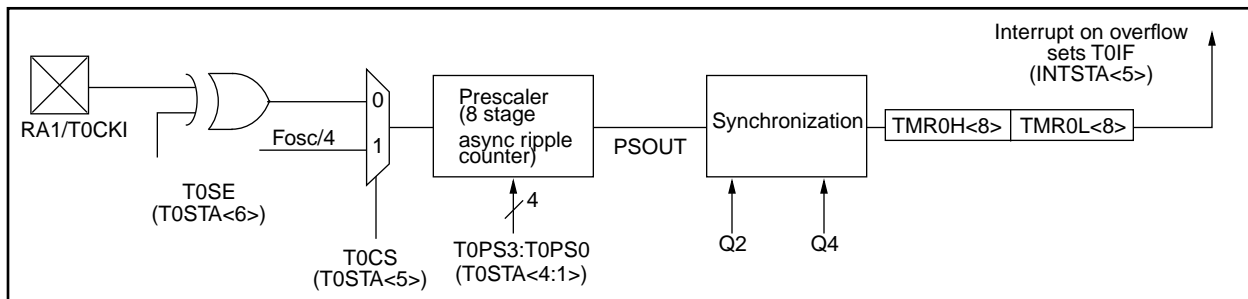 Interrupt on overflow
sets T0IF
(INTSTA<5>)
RA1/T0CKI
0
1
Fosc/4
Prescaler
(8 stage
async ripple
counter)
PSOUT
Synchronization
TMR0H<8>
TMR0L<8>
4
T0SE
(T0STA<6>)
T0CS
(T0STA<5>)
T0PS3:T0PS0
(T0STA<4:1>)
Q2
Q4